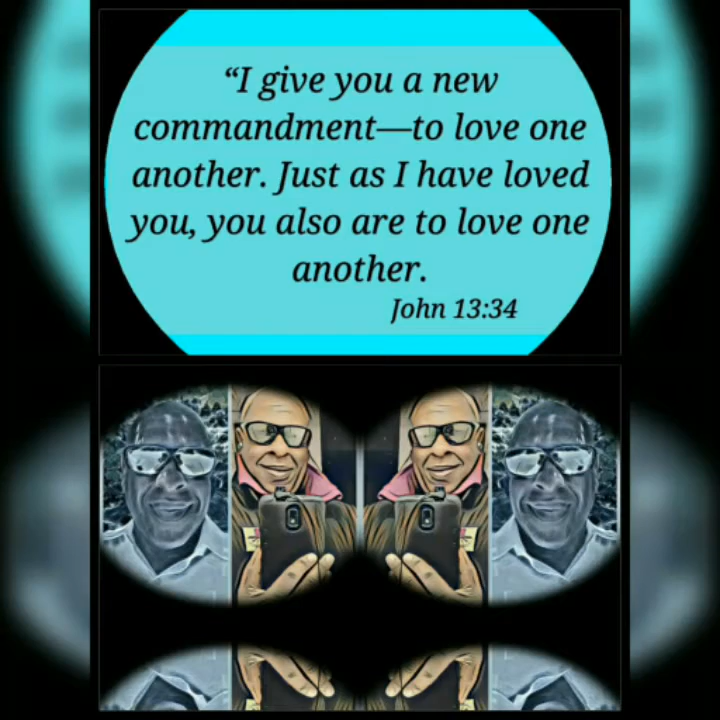 “I give you a new
commandment—to love one
another. Just as I have loved
you, you also are to love one
another.
John 13:34